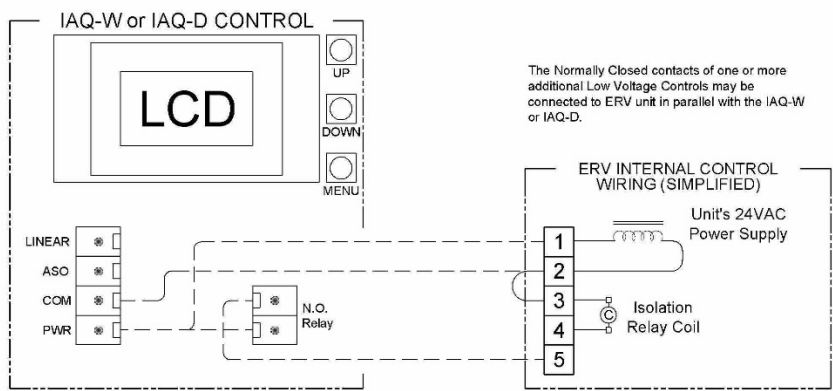 IAQ-W or IAQ-D CONTROL
LCD
UP
DOWN
MENU
The Normally Closed contacts of one or more
additional Low Voltage Controls may be
connected to ERV unit in parallel with the IAQ-W
or IAQ-D.
ERV INTERNAL CONTROL
WIRING (SIMPLIFIED)
Unit's 24VAC
Power Supply
LINEAR
ASO
COM
PWR
N.O.
Relay
1
2
3
4
5
C
Isolation
Relay Coil